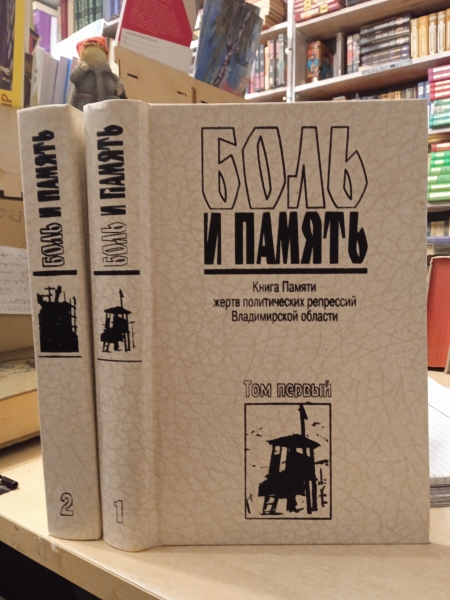 БОЛЬ
И ПАМЯТЬ
Книга Памяти
жертв политических репрессий
Владимирской области
Том первый
БОЛЬ И ПАМЯТЬ
1
БОЛЬ И ПАМЯТЬ
2